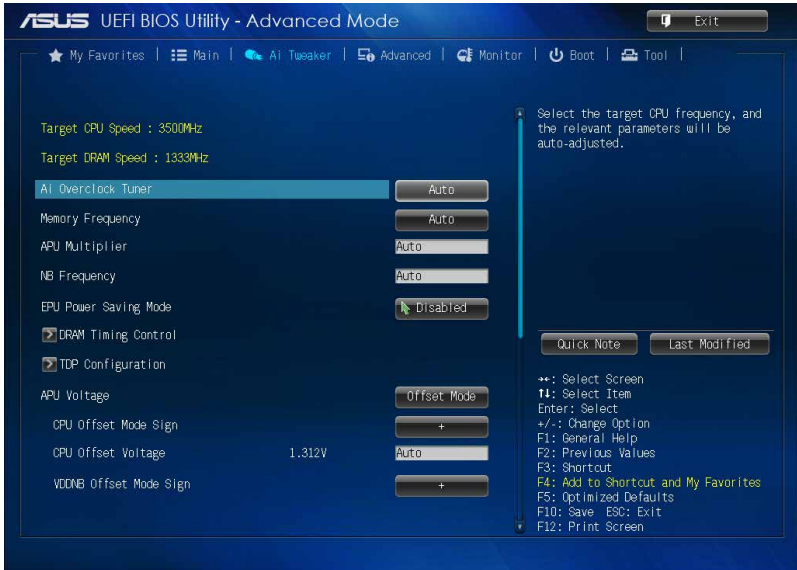 ASUS UEFI BIOS Utility - Advanced Mode
Exit
My Favorites | Main | Ai Tweaker | Advanced | Monitor | Boot | Tool |
Target CPU Speed : 3500MHz
Target DRAM Speed : 1333MHz
Ai Overclock Tuner Auto
Memory Frequency Auto
APU Multiplier Auto
NB Frequency Auto
EPU Power Saving Mode Disabled
> DRAM Timing Control
> TDP Configuration
APU Voltage Offset Mode
CPU Offset Mode Sign +
CPU Offset Voltage 1.312V Auto
VDDNB Offset Mode Sign +
Select the target CPU frequency, and
the relevant parameters will be
auto-adjusted.
Quick Note Last Modified
→←: Select Screen
↑↓: Select Item
Enter: Select
+/-: Change Option
F1: General Help
F2: Previous Values
F3: Shortcut
F4: Add to Shortcut and My Favorites
F5: Optimized Defaults
F10: Save ESC: Exit
F12: Print Screen